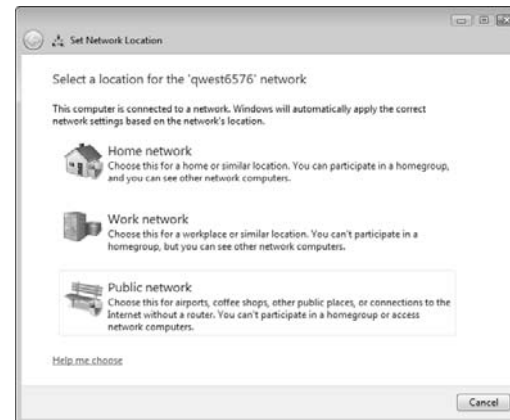 Set Network Location
Select a location for the 'qwest6576' network
This computer is connected to a network. Windows will automatically apply the correct
network settings based on the network's location.
Home network
Choose this for a home or similar location. You can participate in a homegroup,
and you can see other network computers.
Work network
Choose this for a workplace or similar location. You can't participate in a
homegroup, but you can see other network computers.
Public network
Choose this for airports, coffee shops, other public places, or connections to the
Internet without a router. You can't participate in a homegroup or access
network computers.
Help me choose
Cancel